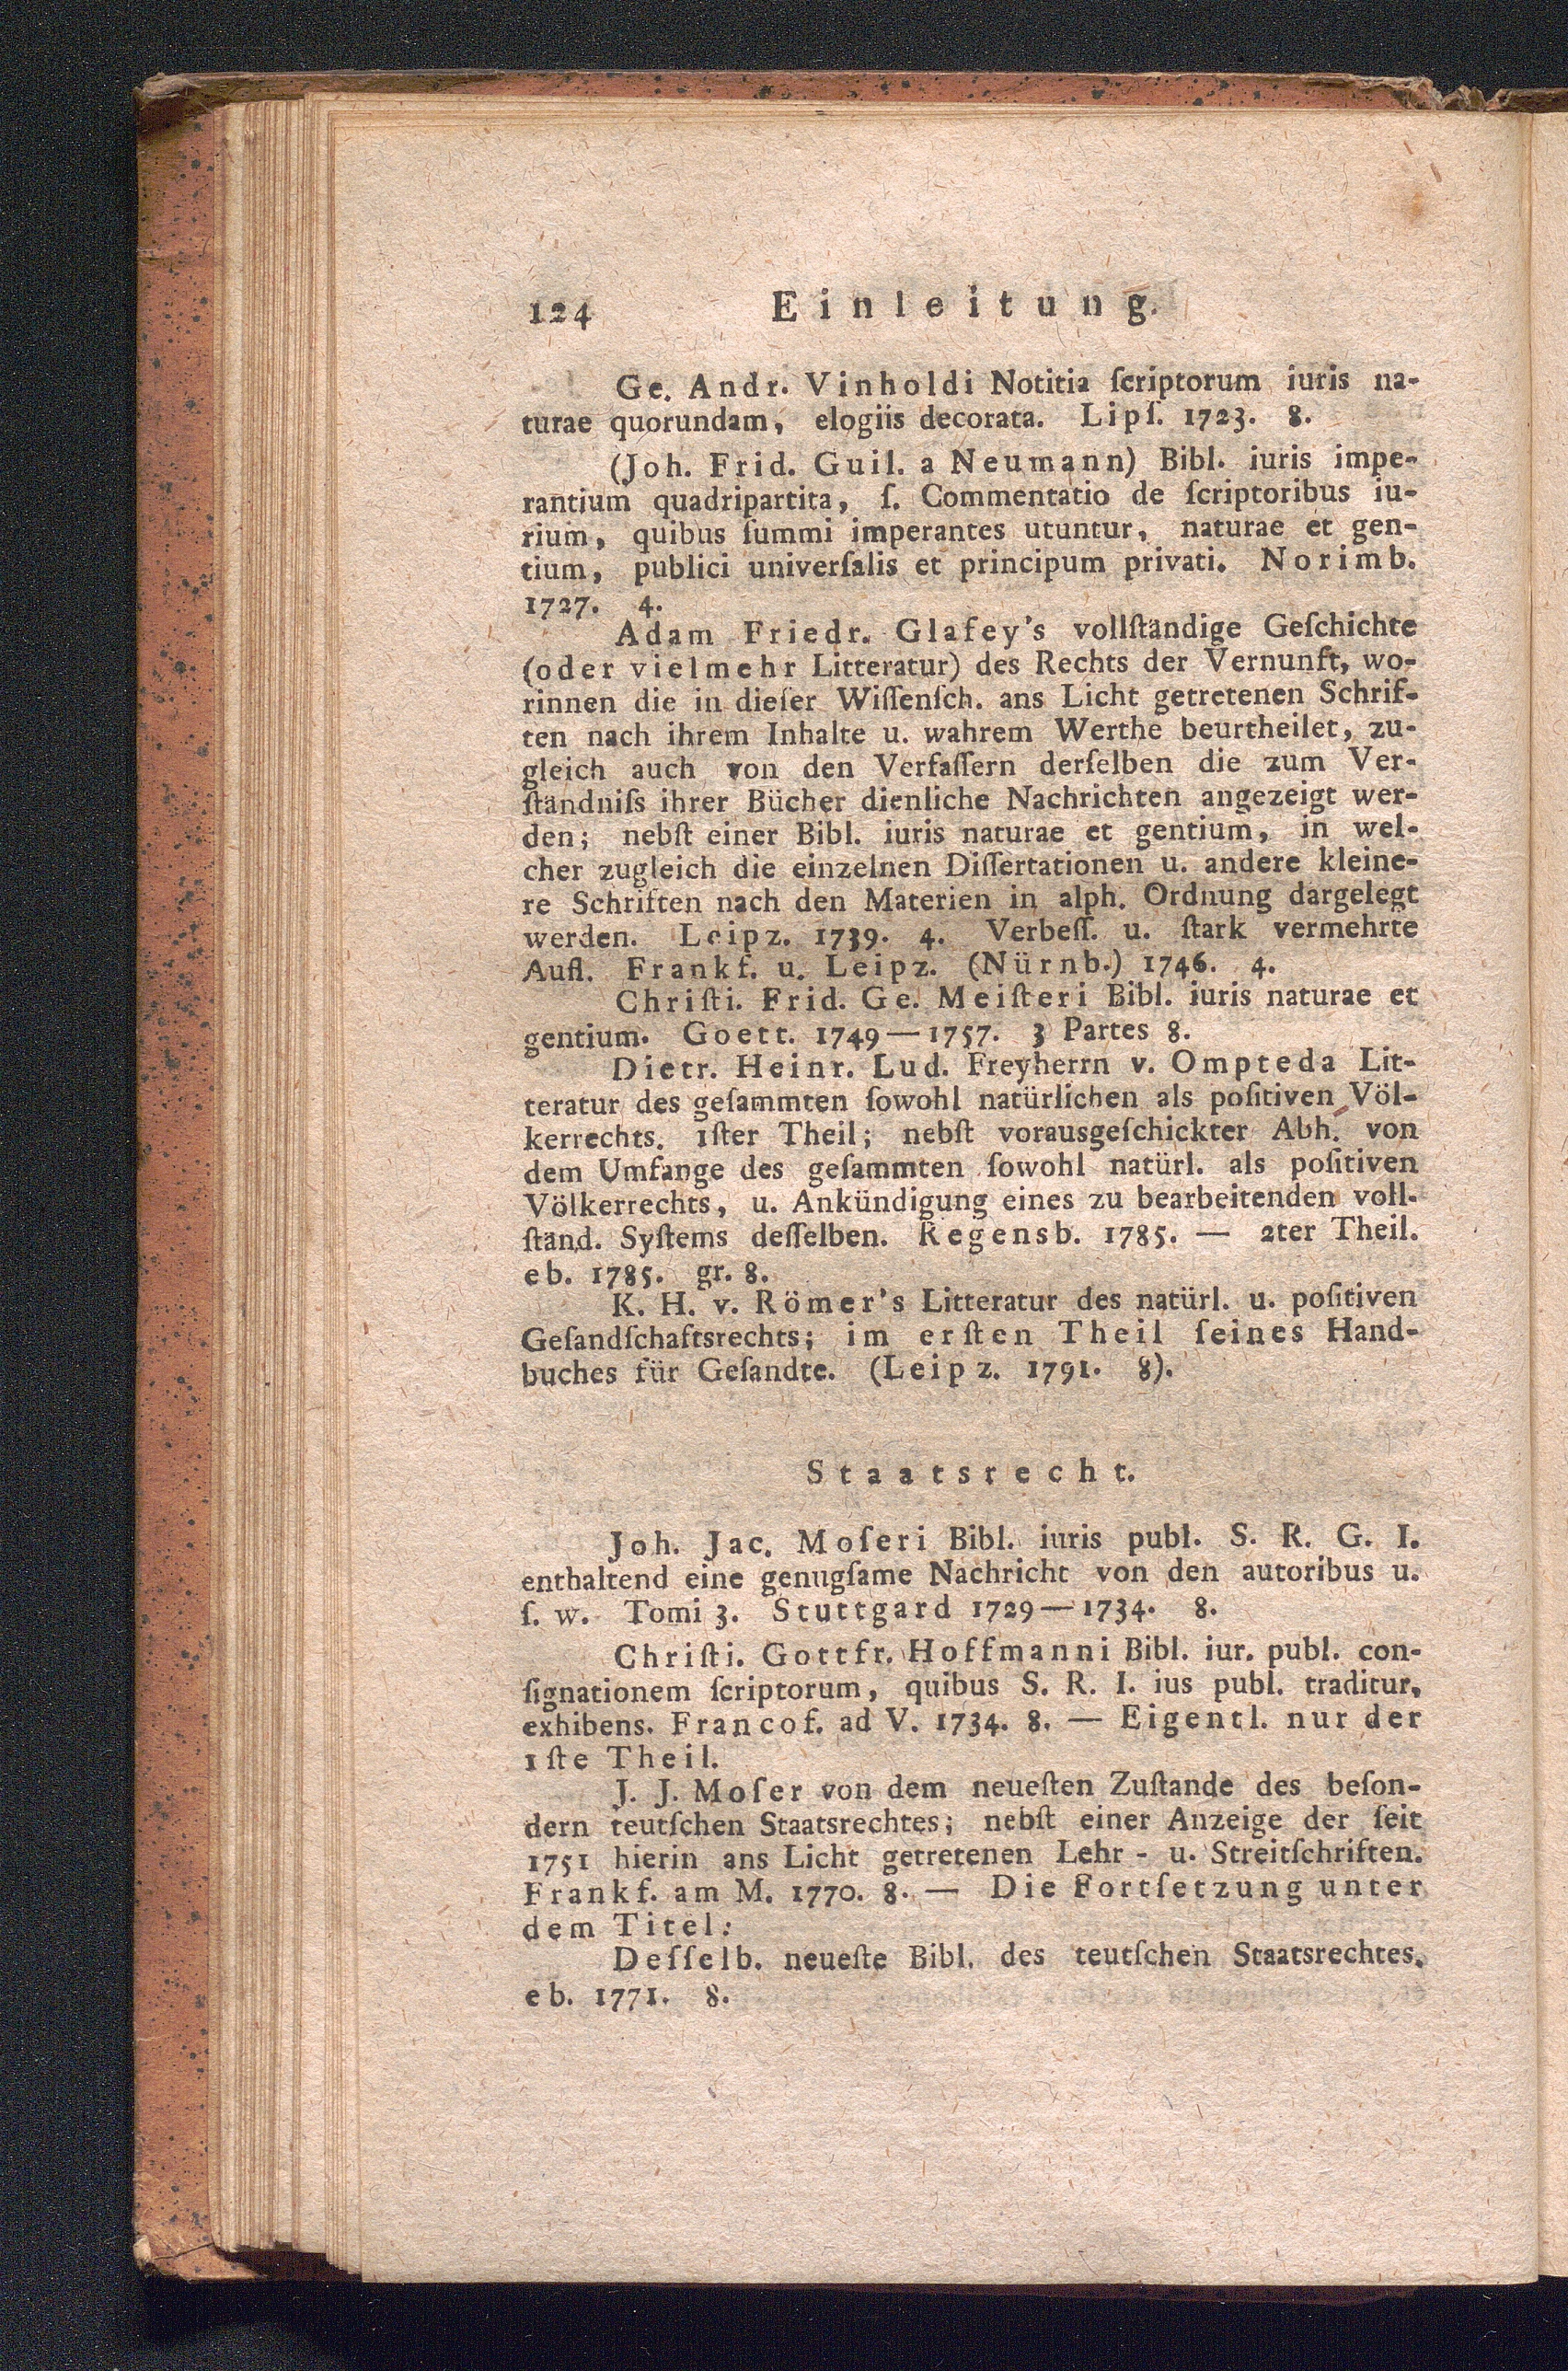 124 Einleitung.
Ge. Andr. Vinholdi Notitia ſcriptorum iuris na-
turae quorundam, elogiis decorata. Lipſ. 1723. 8.
(Joh. Frid. Guil. a Neumann) Bibl. iuris impe-
rantium quadripartita, ſ. Commentatio de ſcriptoribus iu-
rium, quibus ſummi imperantes utuntur, naturae et gen-
tium, publici univerſalis et principum privati. Norimb.
1727. 4.
Adam Friedr. Glafey's vollſtändige Geſchichte
(oder vielmehr Litteratur) des Rechts der Vernunft, wo-
rinnen die in dieſer Wiſſenſch. ans Licht getretenen Schrif-
ten nach ihrem Inhalte u. wahrem Werthe beurtheilet, zu-
gleich auch von den Verfaſſern derſelben die zum Ver-
ſtändniſs ihrer Bücher dienliche Nachrichten angezeigt wer-
den; nebſt einer Bibl. iuris naturae et gentium, in wel-
cher zugleich die einzelnen Diſſertationen u. andere kleine-
re Schriften nach den Materien in alph. Ordnung dargelegt
werden. Leipz. 1739. 4. Verbeſſ. u. ſtark vermehrte
Aufl. Frankf. u. Leipz. (Nürnb.) 1746. 4.
Chriſti. Frid. Ge. Meiſteri Bibl. iuris naturae et
gentium. Goett. 1749—1757. 3 Partes 8.
Dietr. Heinr. Lud. Freyherrn v. Ompteda Lit-
teratur des geſammten ſowohl natürlichen als poſitiven Völ-
kerrechts. 1ſter Theil; nebſt vorausgeſchickter Abh. von
dem Umfange des geſammten ſowohl natürl. als poſitiven
Völkerrechts, u. Ankündigung eines zu bearbeitenden voll-
ſtänd. Syſtems deſſelben. Regensb. 1785. — 2ter Theil.
eb. 1785. gr. 8.
K. H. v. Römer's Litteratur des natürl. u. poſitiven
Geſandſchaftsrechts; im erſten Theil ſeines Hand-
buches für Geſandte. (Leipz. 1791. 8).
Staatsrecht.
Joh. Jac. Moſeri Bibl. iuris publ. S. R. G. I.
enthaltend eine genugſame Nachricht von den autoribus u.
ſ. w. Tomi 3. Stuttgard 1729—1734. 8.
Chriſti. Gottfr. Hoffmanni Bibl. iur. publ. con-
ſignationem ſcriptorum, quibus S. R. I. ius publ. traditur,
exhibens. Francof. ad V. 1734. 8. — Eigentl. nur der
1ſte Theil.
J. J. Moſer von dem neueſten Zuſtande des beſon-
dern teutſchen Staatsrechtes; nebſt einer Anzeige der ſeit
1751 hierin ans Licht getretenen Lehr- u. Streitſchriften.
Frankf. am M. 1770. 8. — Die Fortſetzung unter
dem Titel:
Deſſelb. neueſte Bibl. des teutſchen Staatsrechtes.
eb. 1771. 8.